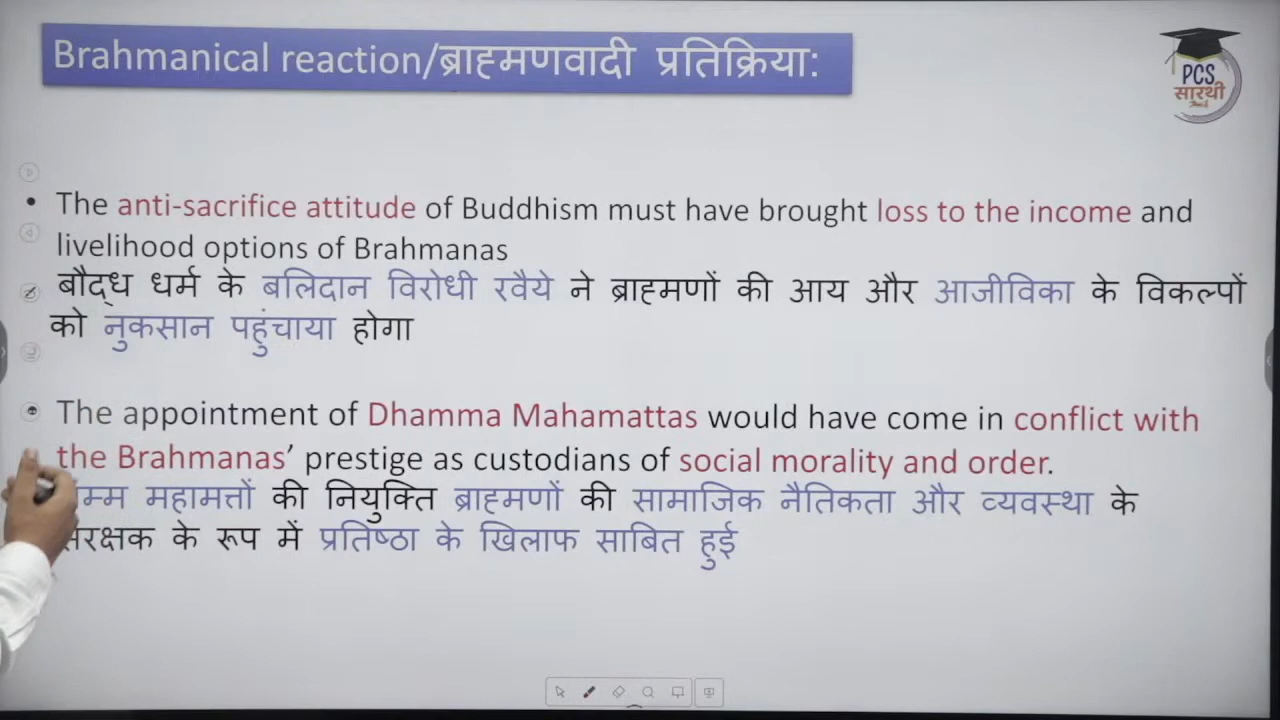 Brahmanical reaction/ब्राह्मणवादी प्रतिक्रिया:
PCS
सारथी
• The anti-sacrifice attitude of Buddhism must have brought loss to the income and
livelihood options of Brahmanas
बौद्ध धर्म के बलिदान विरोधी रवैये ने ब्राह्मणों की आय और आजीविका के विकल्पों
को नुकसान पहुंचाया होगा
The appointment of Dhamma Mahamattas would have come in conflict with
the Brahmanas’ prestige as custodians of social morality and order.
महामत्तों की नियुक्ति ब्राह्मणों की सामाजिक नैतिकता और व्यवस्था के
के रूप में प्रतिष्ठा के खिलाफ साबित हुई